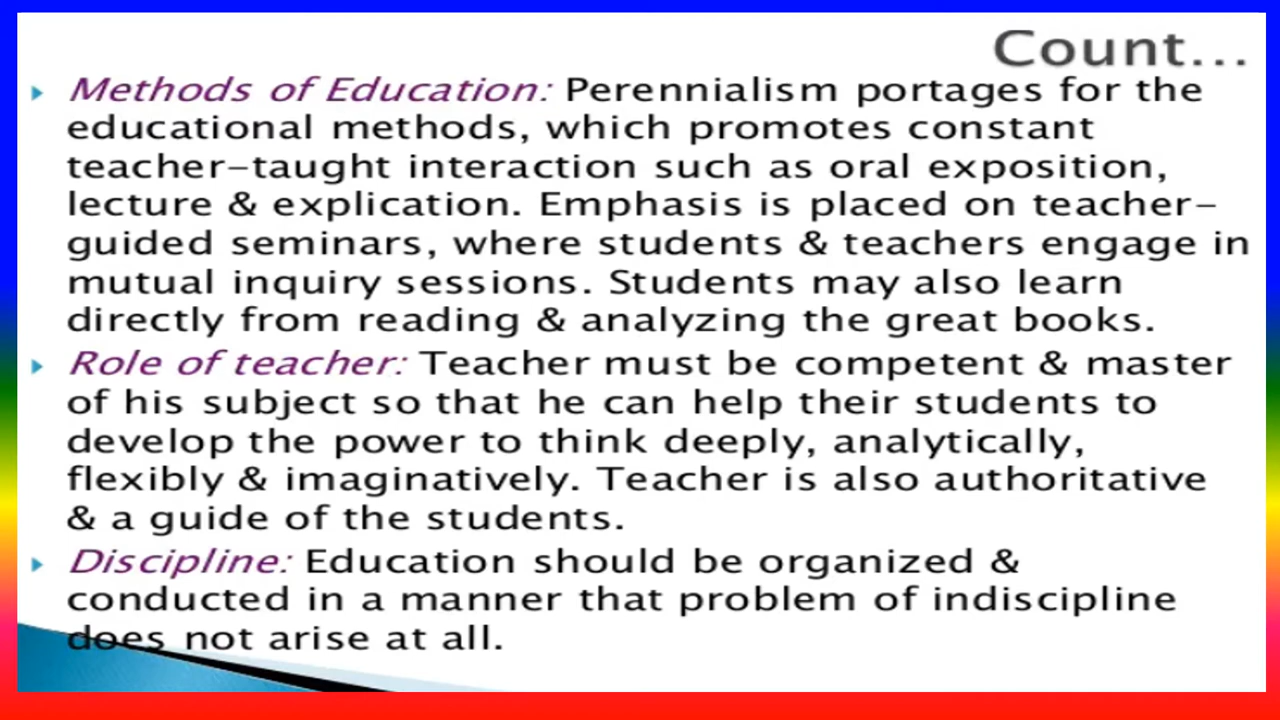 Count...
Methods of Education: Perennialism portages for the
educational methods, which promotes constant
teacher-taught interaction such as oral exposition,
lecture & explication. Emphasis is placed on teacher-
guided seminars, where students & teachers engage in
mutual inquiry sessions. Students may also learn
directly from reading & analyzing the great books.
Role of teacher: Teacher must be competent & master
of his subject so that he can help their students to
develop the power to think deeply, analytically,
flexibly & imaginatively. Teacher is also authoritative
& a guide of the students.
Discipline: Education should be organized &
conducted in a manner that problem of indiscipline
does not arise at all.